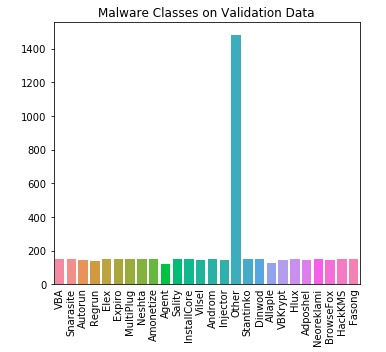 Malware Classes on Validation Data
1400
1200
1000
800
600
400
200
0
VBA
Snarasite
Autorun
Regrun
Elex
Expiro
MultiPlug
Neshta
Amonetize
Agent
Sality
InstallCore
Vilsel
Androm
Injector
Other
Stantinko
Dinwod
Allaple
VBKrypt
Hlux
Adposhel
Neoreklami
BrowseFox
HackKMS
Fasong